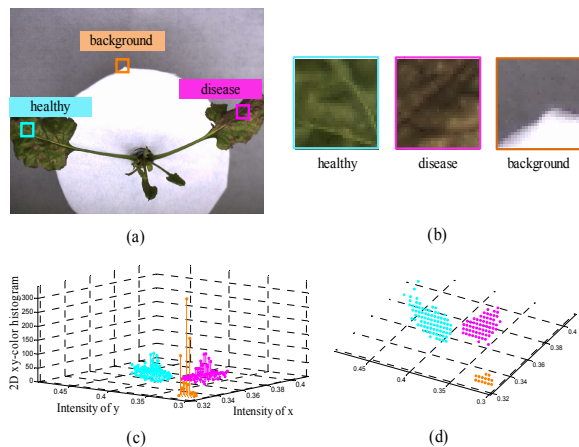 background
disease
healthy
healthy
disease
background
(a)
(b)
2D xy-color histogram
300
250
200
150
100
50
0
0.45
0.4
0.35
0.3
0.32
0.34
0.36
0.38
0.4
Intensity of y
Intensity of x
(c)
0.45
0.4
0.35
0.3
0.32
0.34
0.36
0.38
0.4
(d)